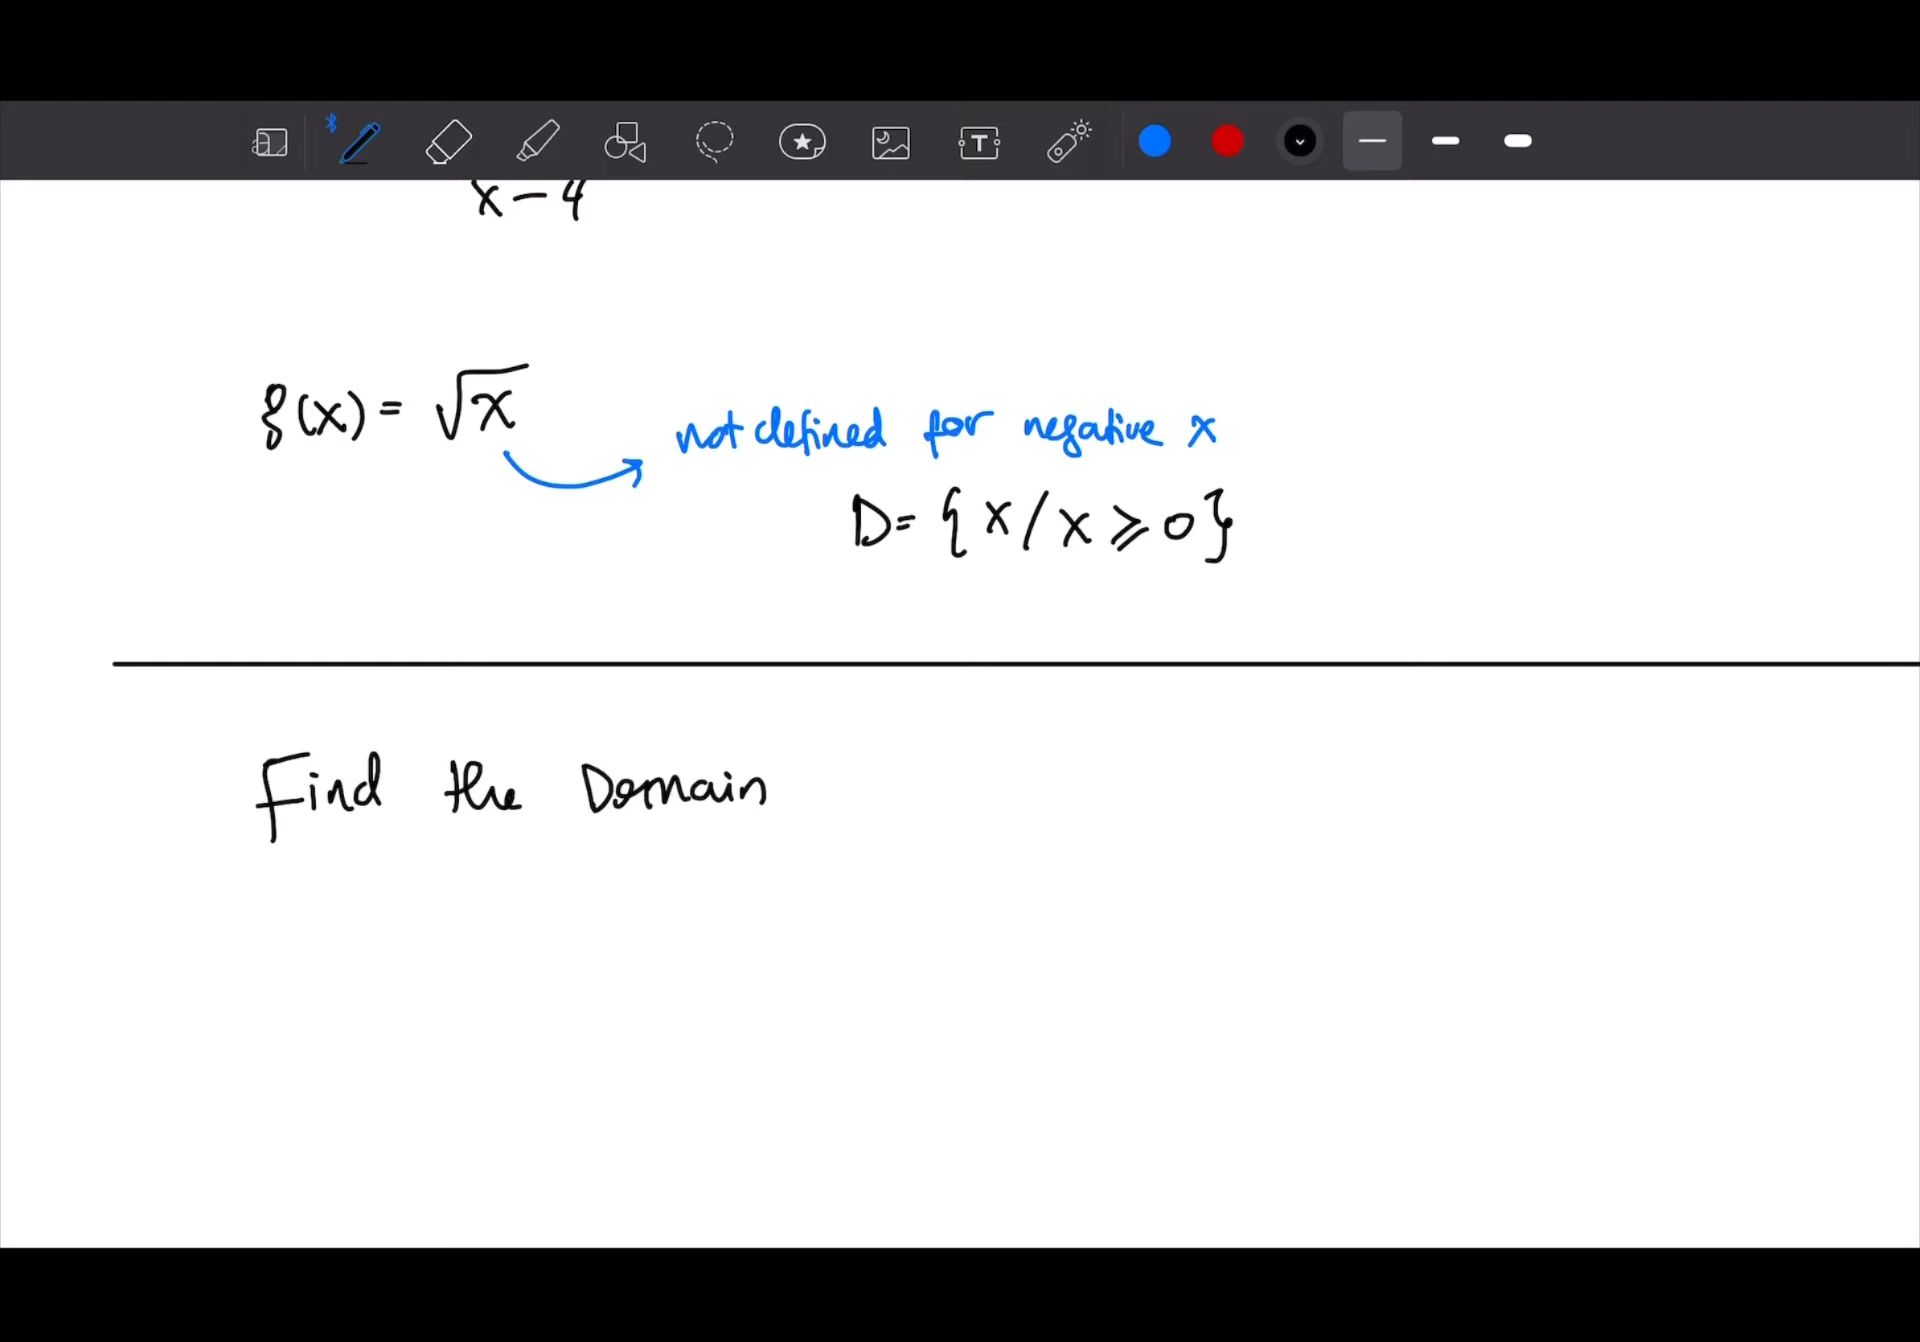 x - 4
f(x) = √x
not defined for negative x
D = {x / x ⩾ 0}
Find the Domain